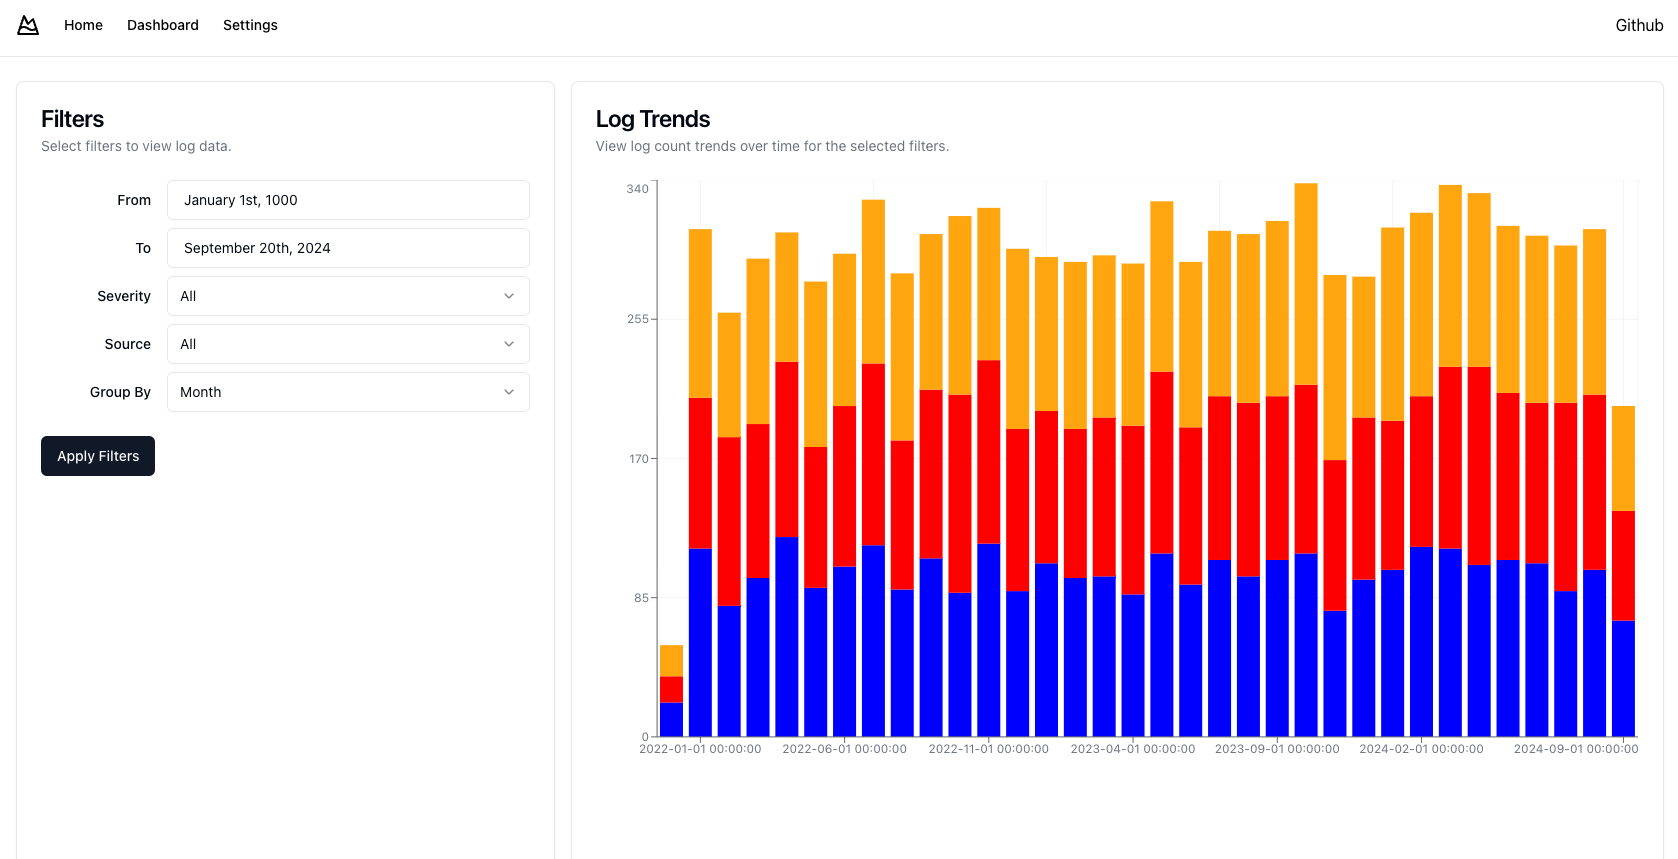 Home Dashboard Settings Github
Filters
Select filters to view log data.
From January 1st, 1000
To September 20th, 2024
Severity All
Source All
Group By Month
Apply Filters
Log Trends
View log count trends over time for the selected filters.
340
255
170
85
0
2022-01-01 00:00:00 2022-06-01 00:00:00 2022-11-01 00:00:00 2023-04-01 00:00:00 2023-09-01 00:00:00 2024-02-01 00:00:00 2024-09-01 00:00:00